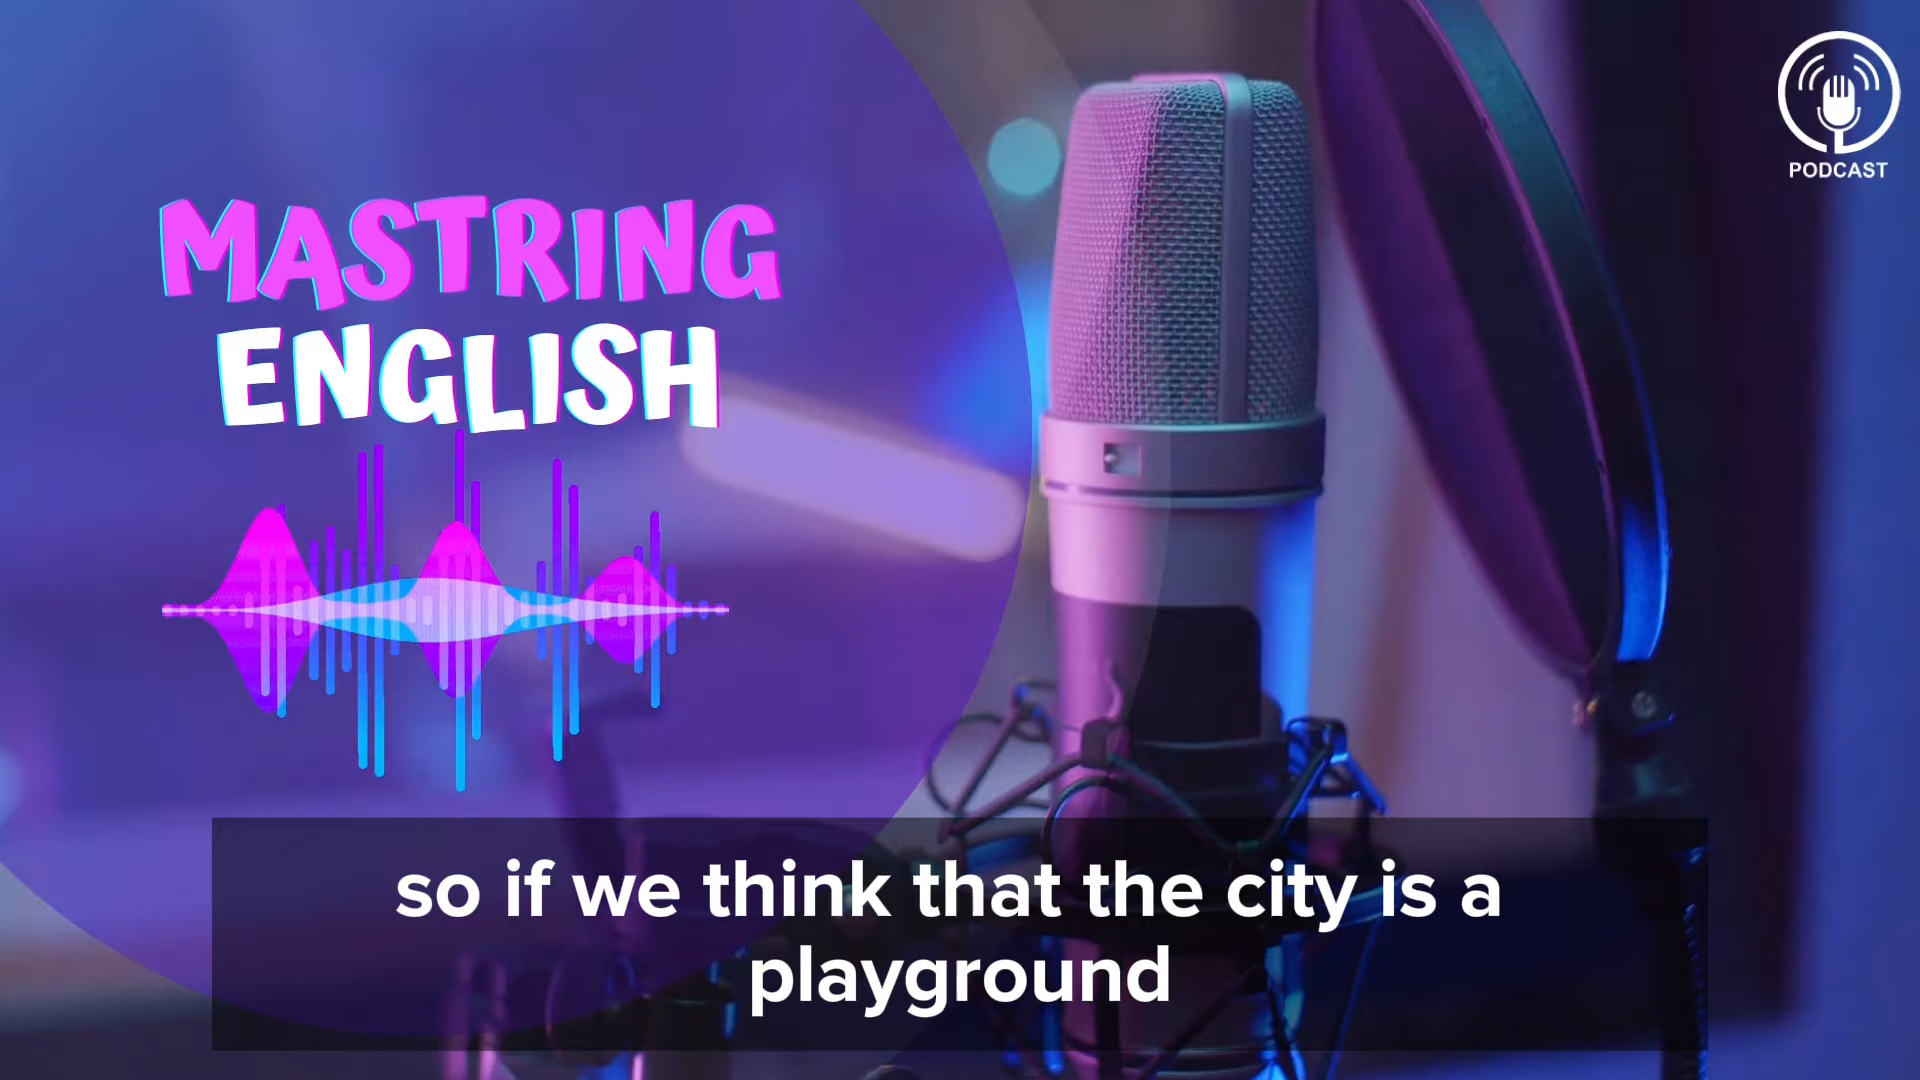 MASTRING
ENGLISH
PODCAST
so if we think that the city is a
playground